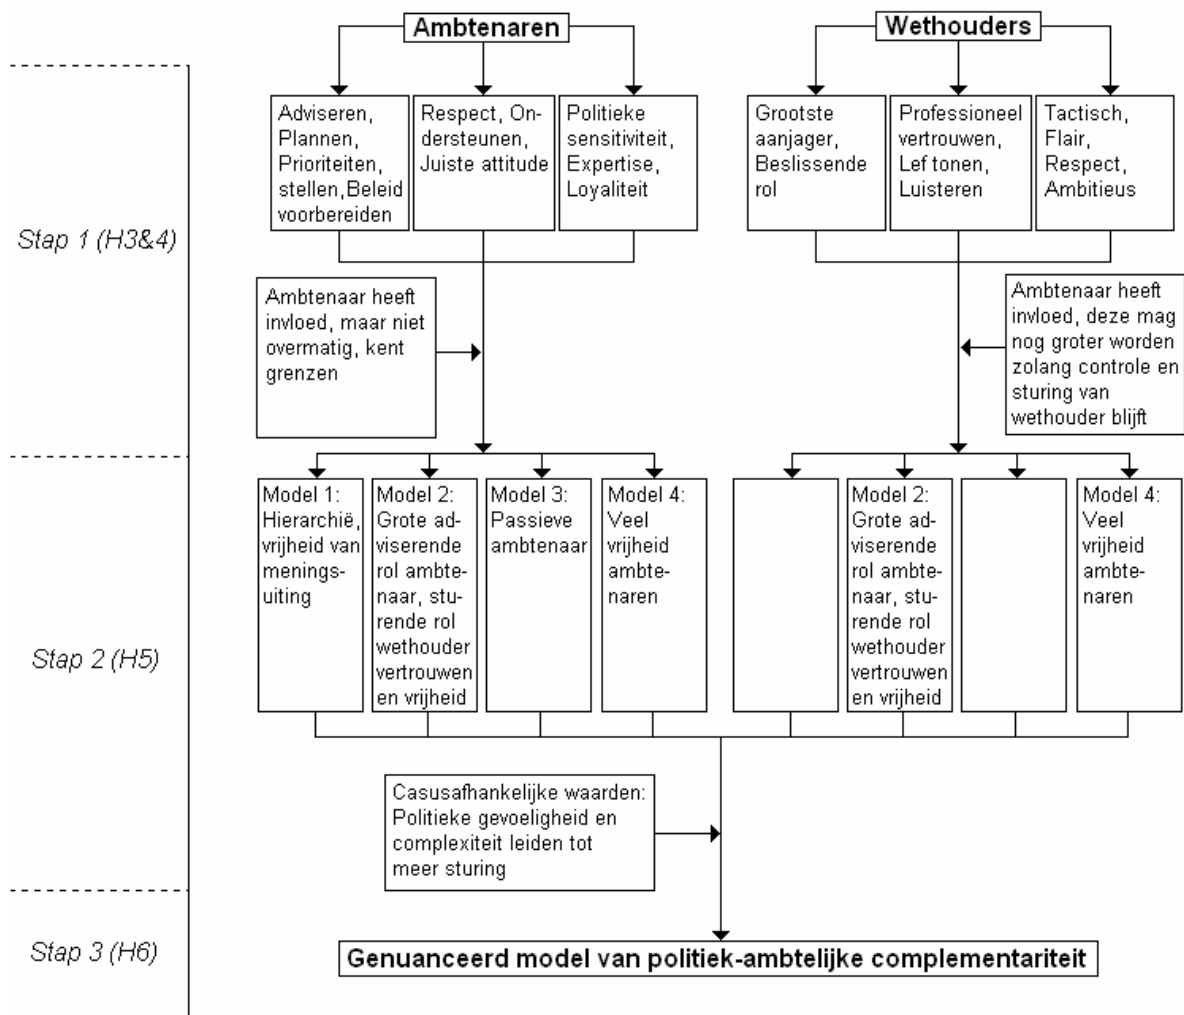 Ambtenaren
Wethouders
Stap 1 (H3&4)
Adviseren,
Plannen,
Prioriteiten,
stellen,Beleid
voorbereiden
Respect, On-
dersteunen,
Juiste attitude
Politieke
sensitiviteit,
Expertise,
Loyaliteit
Grootste
aanjager,
Beslissende
rol
Professioneel
vertrouwen,
Lef tonen,
Luisteren
Tactisch,
Flair,
Respect,
Ambitieus
Ambtenaar heeft
invloed, maar niet
overmatig, kent
grenzen
Ambtenaar heeft
invloed, deze mag
nog groter worden
zolang controle en
sturing van
wethouder blijft
Stap 2 (H5)
Model 1:
Hierarchië,
vrijheid van
menings-
uiting
Model 2:
Grote ad-
viserende
rol ambte-
naar, stu-
rende rol
wethouder
vertrouwen
en vrijheid
Model 3:
Passieve
ambtenaar
Model 4:
Veel
vrijheid
ambte-
naren
Model 2:
Grote ad-
viserende
rol ambte-
naar, stu-
rende rol
wethouder
vertrouwen
en vrijheid
Model 4:
Veel
vrijheid
ambte-
naren
Casusafhankelijke waarden:
Politieke gevoeligheid en
complexiteit leiden tot
meer sturing
Stap 3 (H6)
Genuanceerd model van politiek-ambtelijke complementariteit